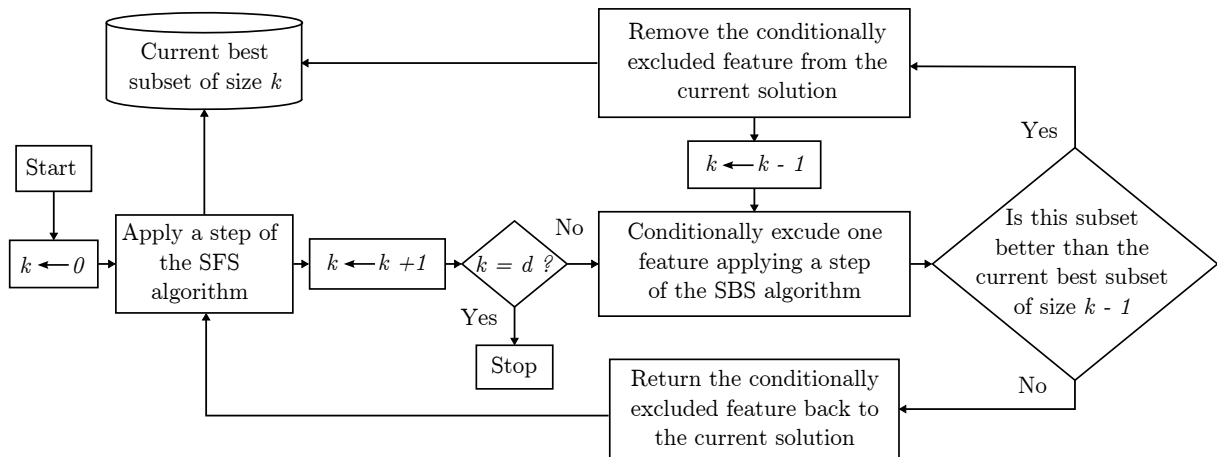 Current best
subset of size k
Remove the conditionally
excluded feature from the
current solution
Yes
Start
k ← k - 1
k ← 0
Apply a step of
the SFS
algorithm
k ← k +1
k = d ?
No
Yes
Stop
Conditionally excude one
feature applying a step
of the SBS algorithm
Is this subset
better than the
current best subset
of size k - 1
No
Return the conditionally
excluded feature back to
the current solution